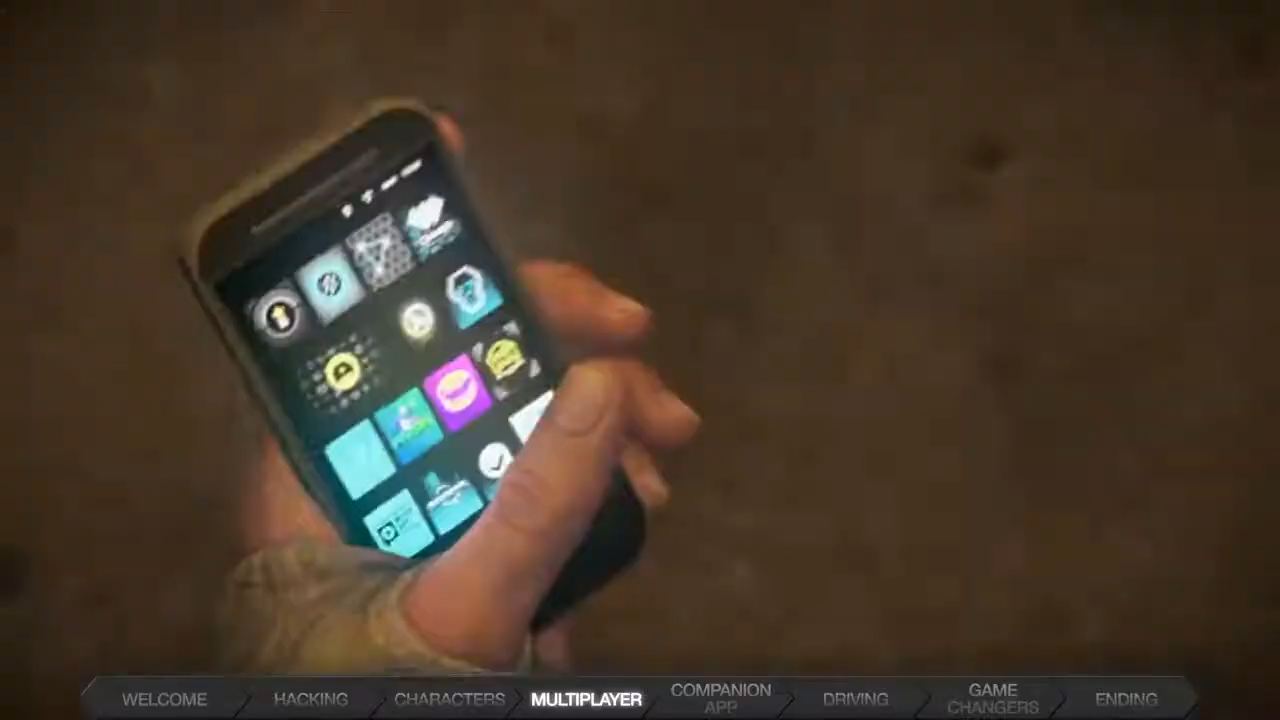 WELCOME
HACKING
CHARACTERS
MULTIPLAYER
COMPANION
APP
DRIVING
GAME
CHANGERS
ENDING